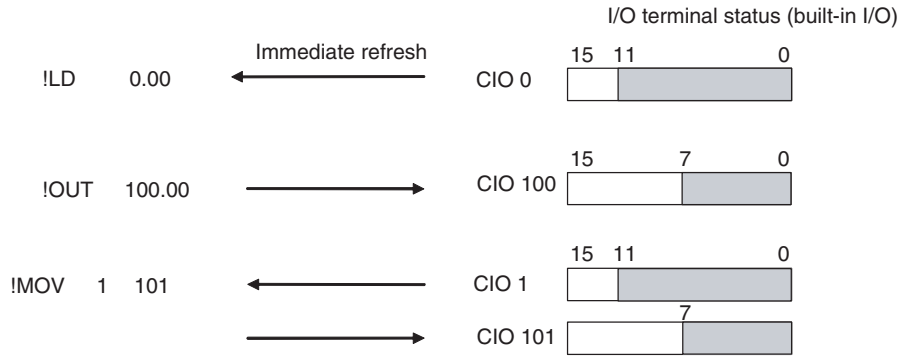 I/O terminal status (built-in I/O)
Immediate refresh
15 11 0
!LD 0.00 CIO 0
15 7 0
!OUT 100.00 CIO 100
15 11 0
!MOV 1 101 CIO 1
7
CIO 101